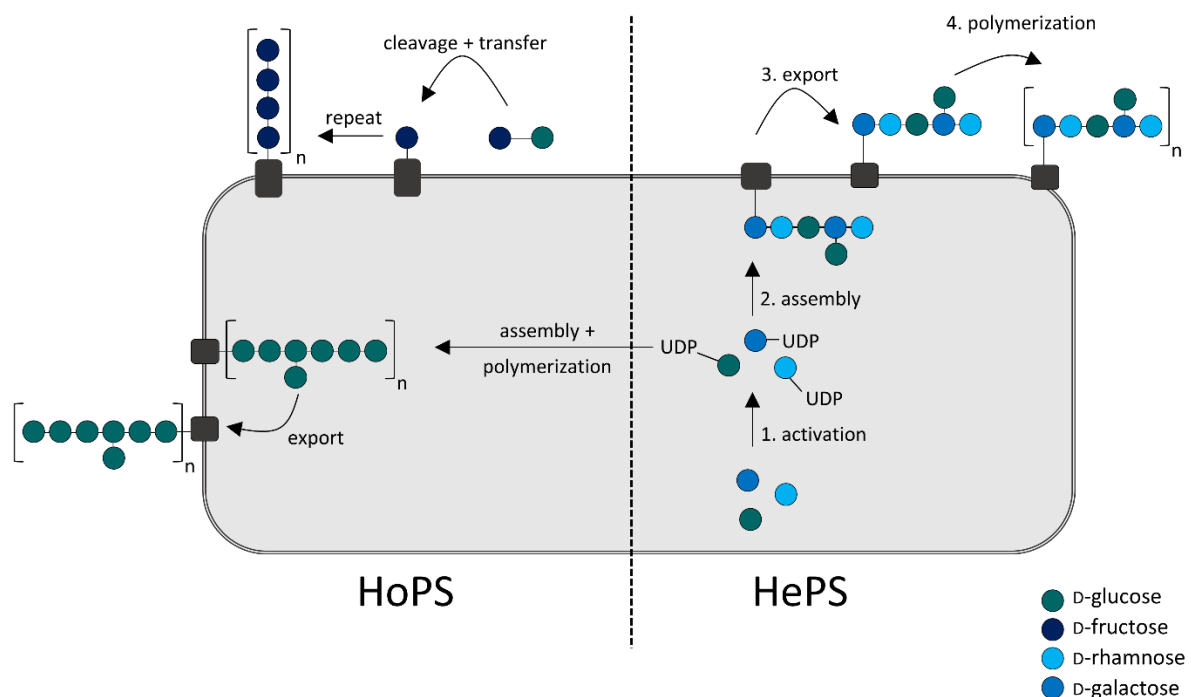 4. polymerization
cleavage + transfer
3. export
repeat
n
n
2. assembly
assembly +
polymerization
UDP
UDP
UDP
n
1. activation
export
n
HoPS
HePS
D-glucose
D-fructose
D-rhamnose
D-galactose